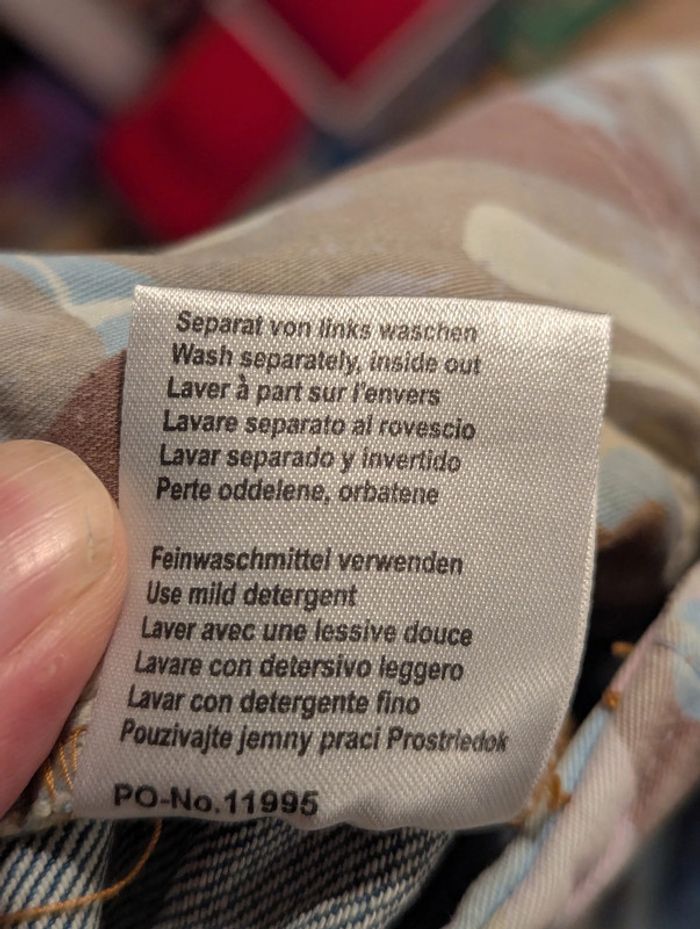 Separat von links waschen
Wash separately, inside out
Laver à part sur l'envers
Lavare separato al rovescio
Lavar separado y invertido
Perte oddelene, orbatene
Feinwaschmittel verwenden
Use mild detergent
Laver avec une lessive douce
Lavare con detersivo leggero
Lavar con detergente fino
Pouzivajte jemny praci Prostriedok
PO-No.11995